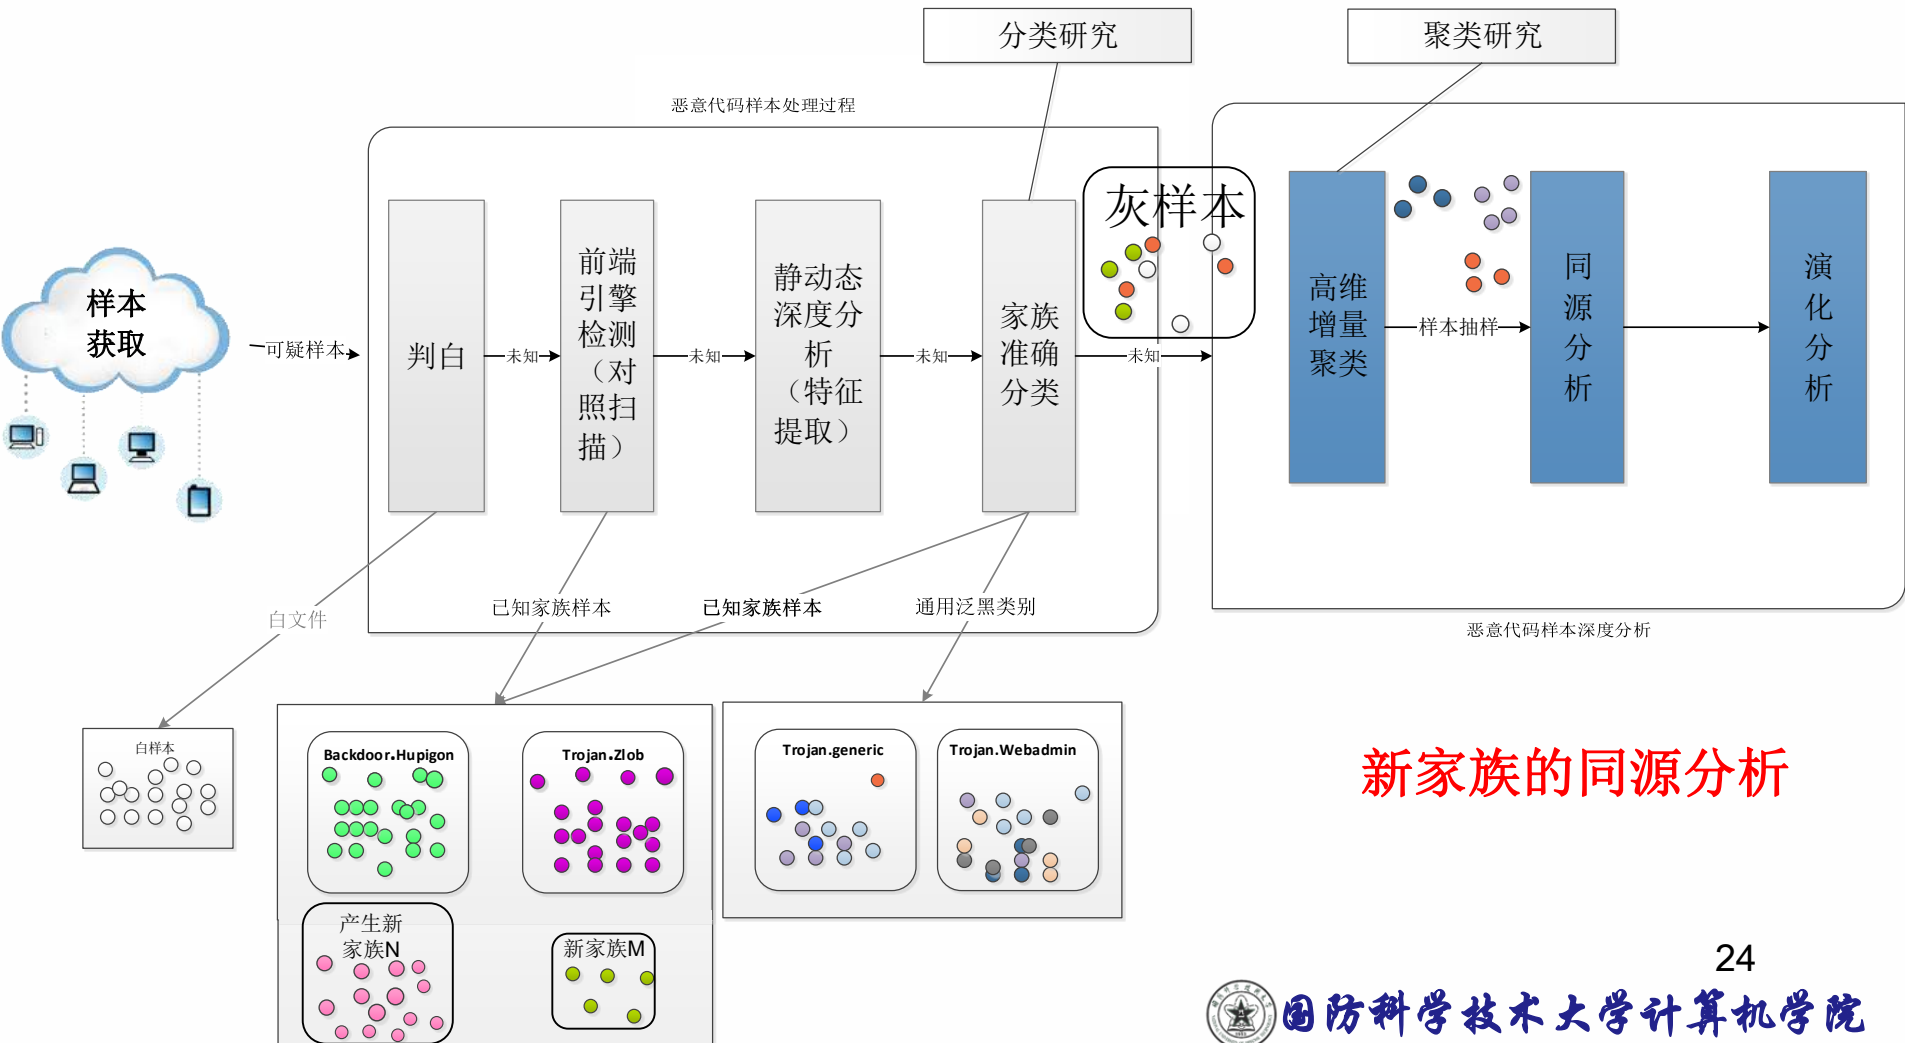 分类研究
聚类研究
恶意代码样本处理过程
灰样本
样本
获取
可疑样本
判白
未知
前端
引擎
检测
（对
照扫
描）
未知
静动态
深度分
析
（特征
提取）
未知
家族
准确
分类
未知
高维
增量
聚类
样本抽样
同
源
分
析
演
化
分
析
白文件
已知家族样本
已知家族样本
通用泛黑类别
恶意代码样本深度分析
白样本
Backdoor.Hupigon
Trojan.Zlob
Trojan.generic
Trojan.Webadmin
产生新
家族N
新家族M
新家族的同源分析
24
国防科学技术大学计算机学院